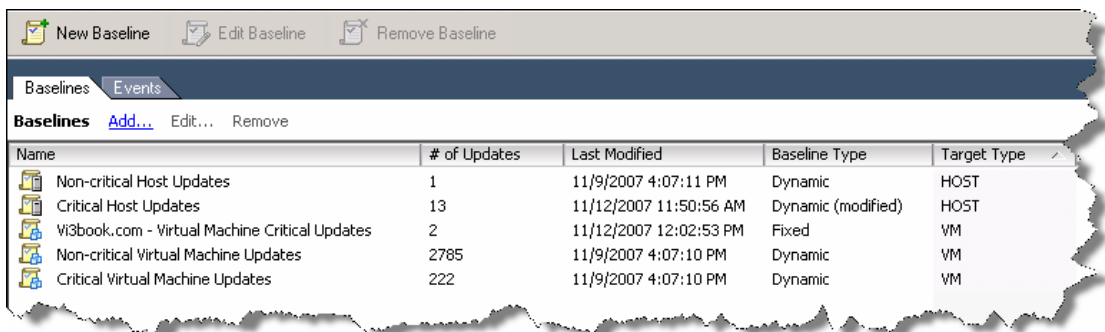 New Baseline Edit Baseline Remove Baseline
Baselines Events
Baselines Add... Edit... Remove
Name # of Updates Last Modified Baseline Type Target Type
Non-critical Host Updates 1 11/9/2007 4:07:11 PM Dynamic HOST
Critical Host Updates 13 11/12/2007 11:50:56 AM Dynamic (modified) HOST
Vi3book.com - Virtual Machine Critical Updates 2 11/12/2007 12:02:53 PM Fixed VM
Non-critical Virtual Machine Updates 2785 11/9/2007 4:07:10 PM Dynamic VM
Critical Virtual Machine Updates 222 11/9/2007 4:07:10 PM Dynamic VM